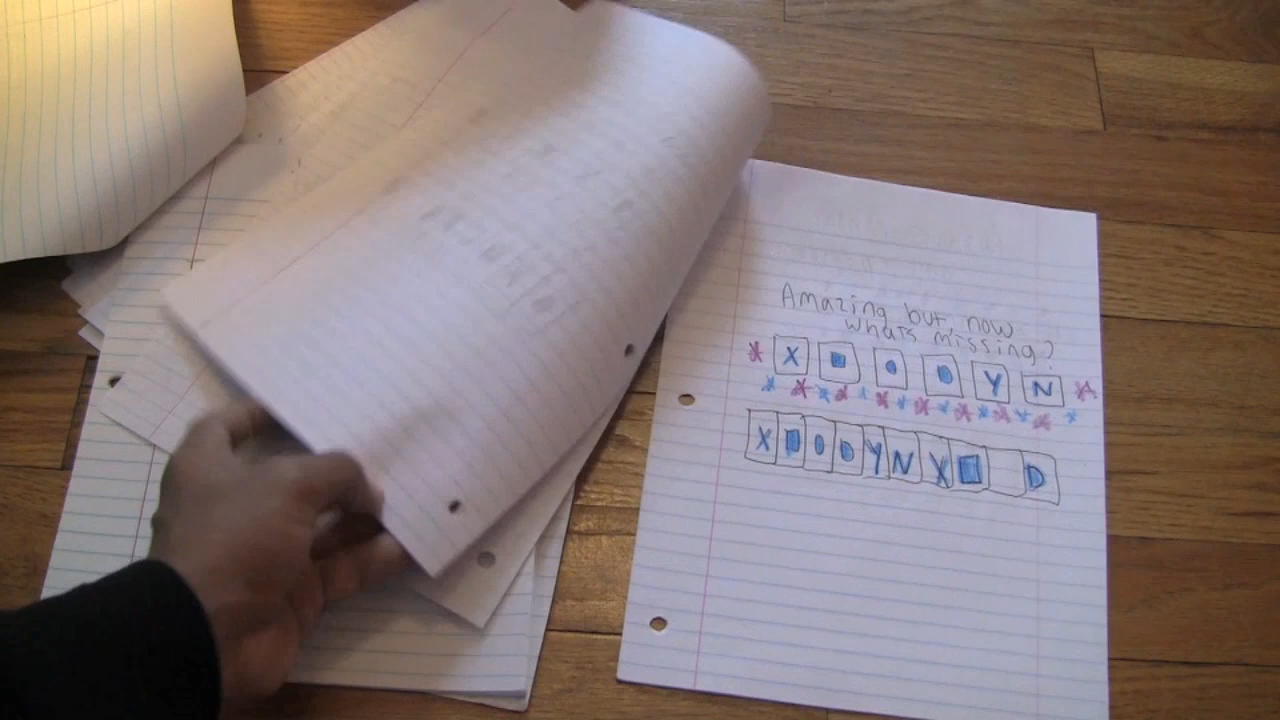 Amazing but, now
whats missing?
X ■ O D Y N
X ■ O D Y N X ■ D